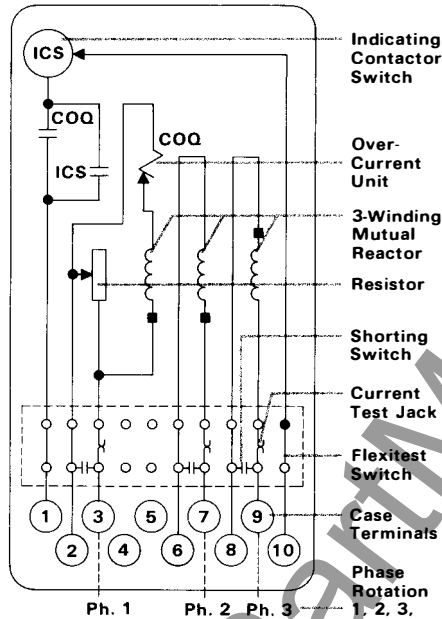 ICS
Indicating
Contactor
Switch
COQ
COQ
ICS
Over-
Current
Unit
3-Winding
Mutual
Reactor
Resistor
Shorting
Switch
Current
Test Jack
Flexitest
Switch
1 3 5 7 9
Case
Terminals
2 4 6 8 10
Phase
Rotation
Ph. 1 Ph. 2 Ph. 3 1, 2, 3,